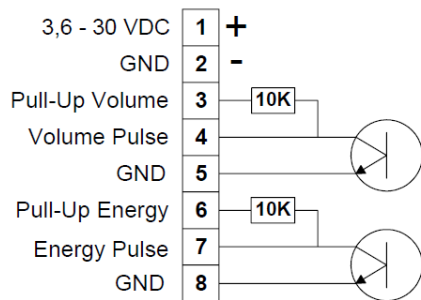 3,6 - 30 VDC 1 +
GND 2 -
Pull-Up Volume 3 10K
Volume Pulse 4
GND 5
Pull-Up Energy 6 10K
Energy Pulse 7
GND 8